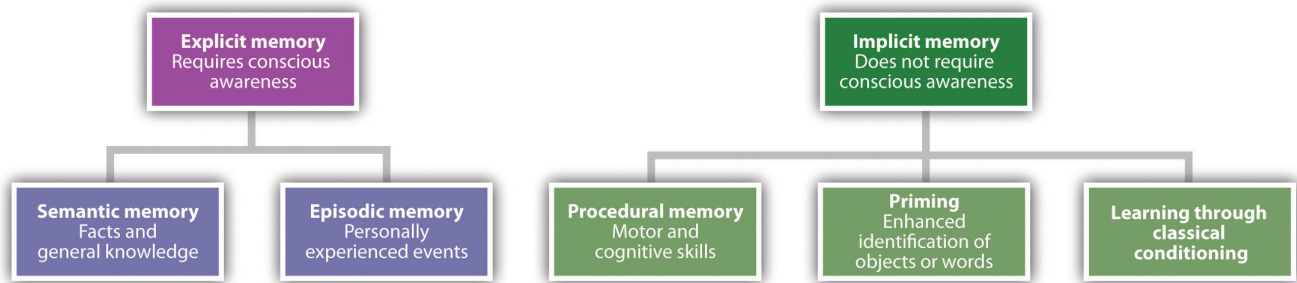 Explicit memory
Requires conscious
awareness
Implicit memory
Does not require
conscious awareness
Semantic memory
Facts and
general knowledge
Episodic memory
Personally
experienced events
Procedural memory
Motor and
cognitive skills
Priming
Enhanced
identification of
objects or words
Learning through
classical
conditioning